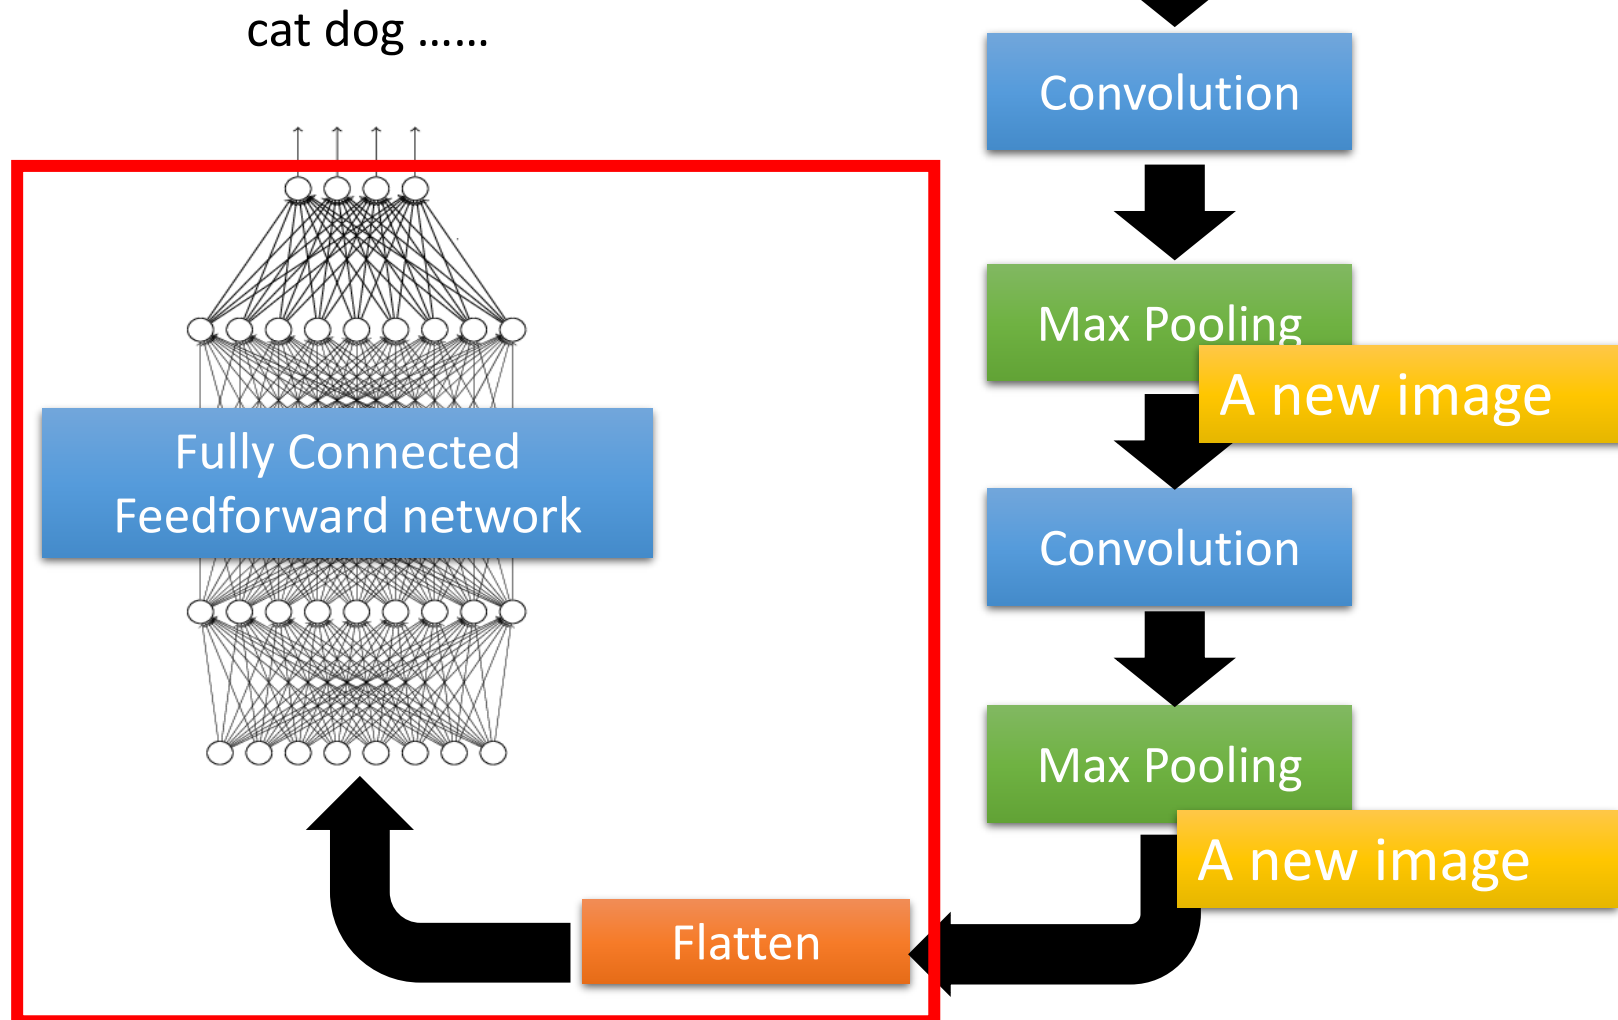 cat dog ……
Convolution
Max Pooling
A new image
Fully Connected
Feedforward network
Convolution
Max Pooling
A new image
Flatten